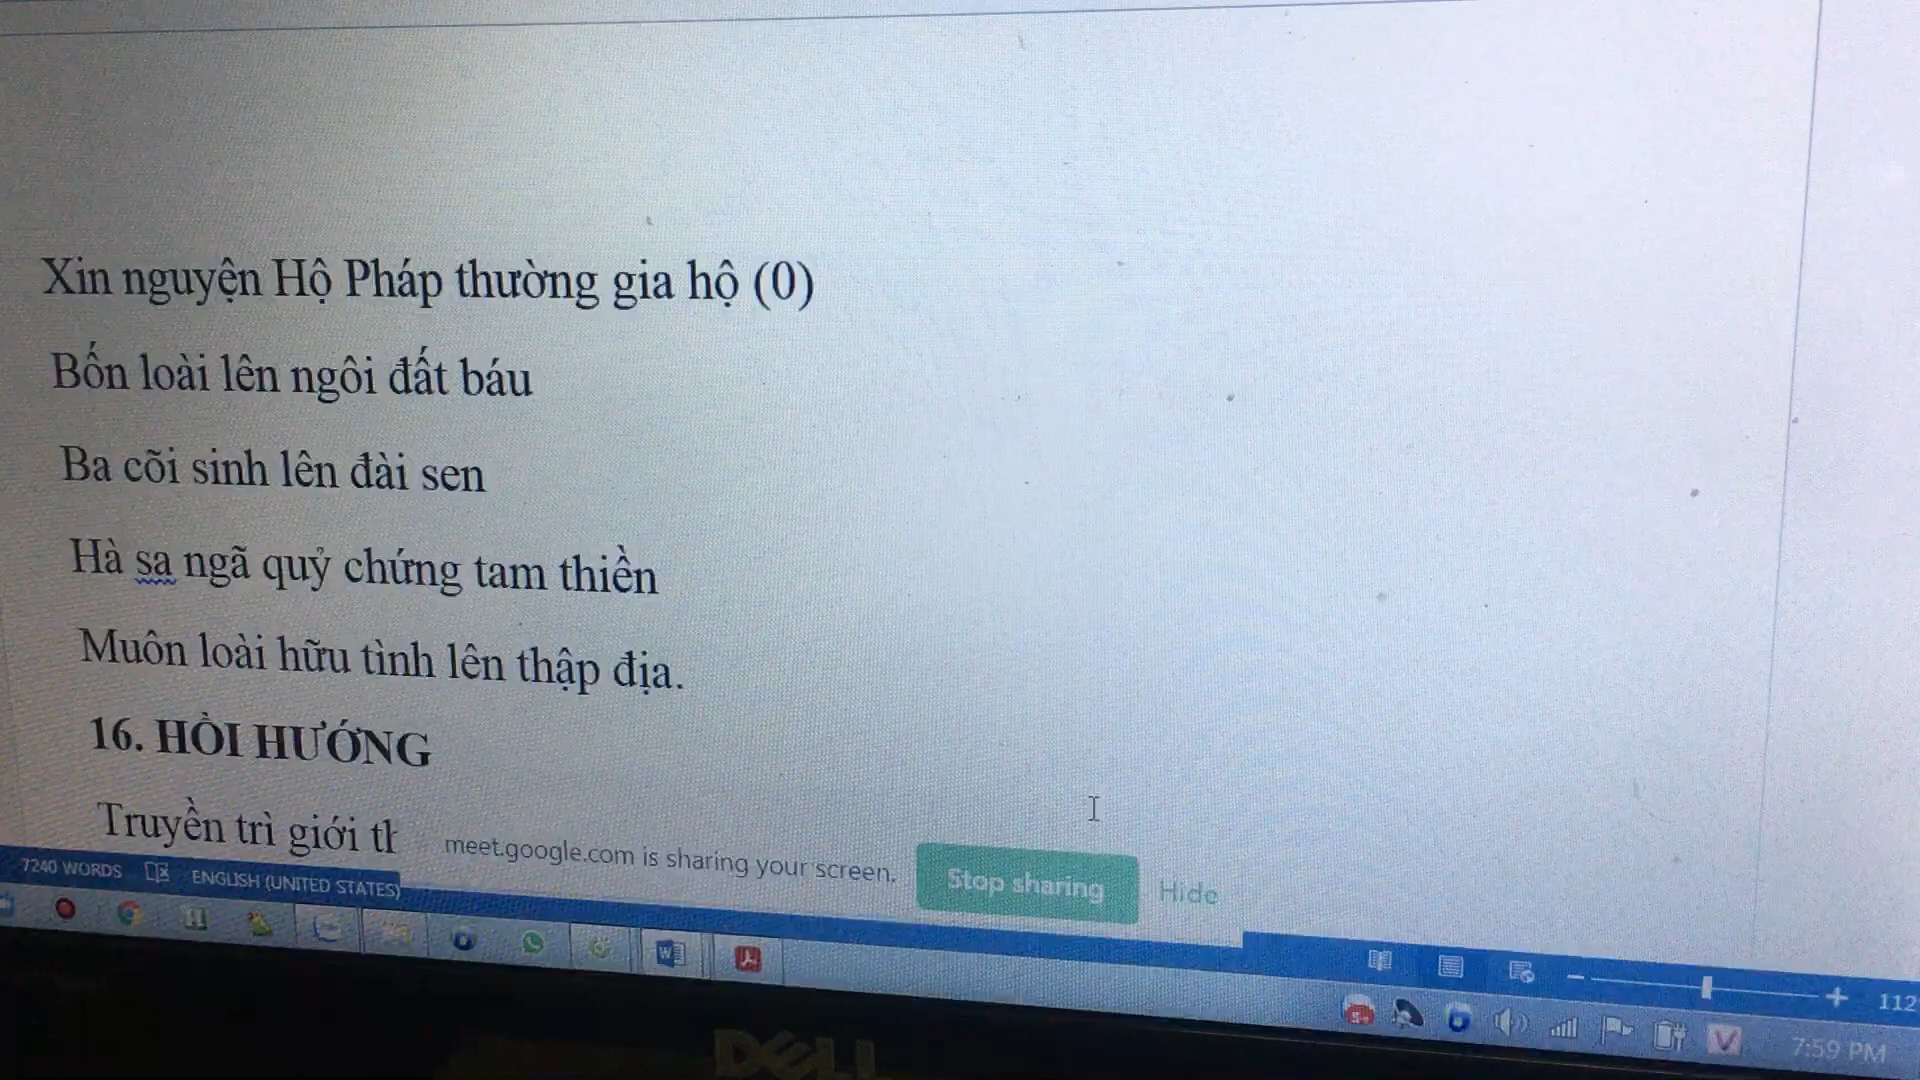 Xin nguyện Hộ Pháp thường gia hộ (0)
Bốn loài lên ngôi đất báu
Ba cõi sinh lên đài sen
Hà sa ngã quỷ chứng tam thiền
Muôn loài hữu tình lên thập địa.
16. HỒI HƯỚNG
Truyền trì giới
meet.google.com is sharing your screen.
Stop sharing
Hide
7240 WORDS
ENGLISH (UNITED STATES)
112
7:59 PM
DELL